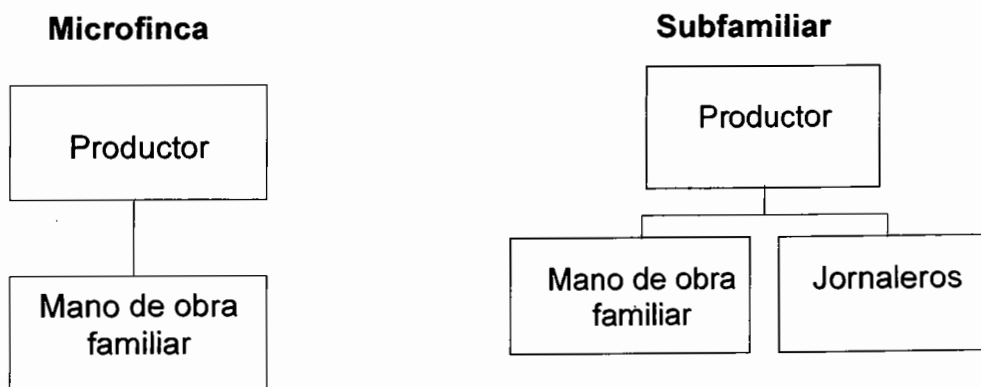 Microfinca
Productor
Mano de obra
familiar
Subfamiliar
Productor
Mano de obra
familiar
Jornaleros